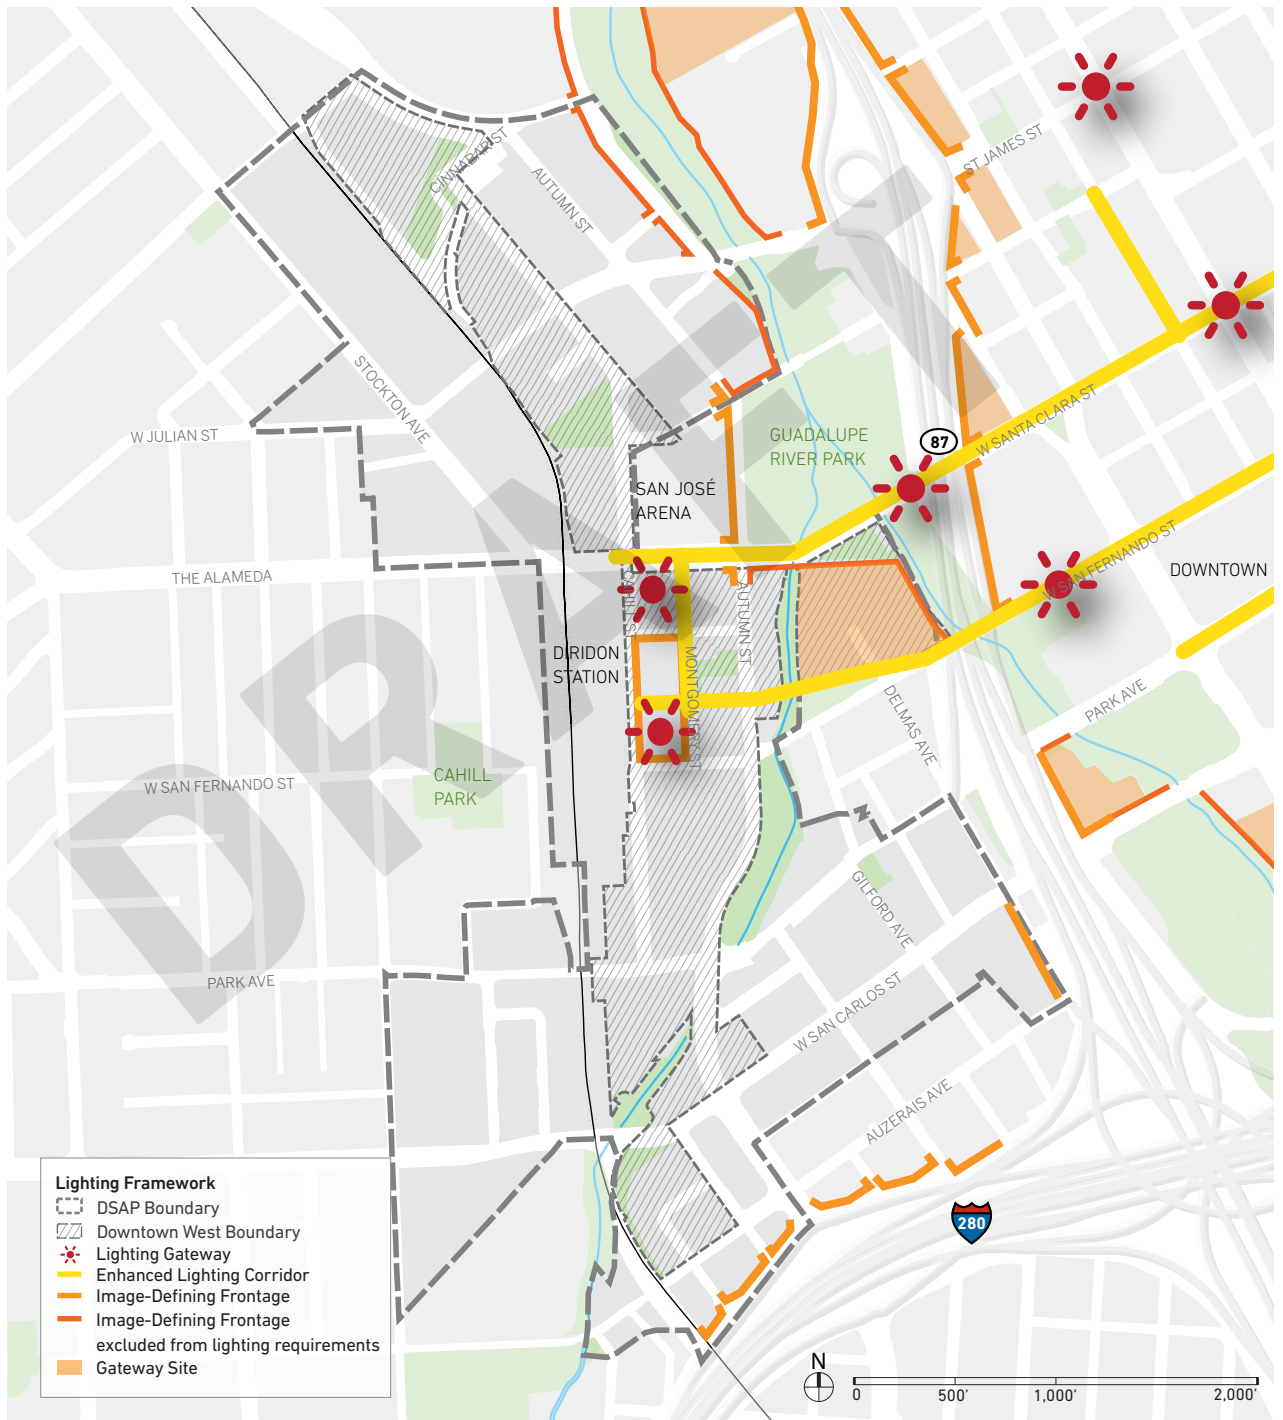 CINNABAR ST
AUTUMN ST
ST JAMES ST
STOCKTON AVE
W JULIAN ST
GUADALUPE
RIVER PARK
87
W SANTA CLARA ST
SAN JOSÉ
ARENA
THE ALAMEDA
CAHILL ST
AUTUMN ST
W SAN FERNANDO ST
DOWNTOWN
DIRIDON
STATION
MONTGOMERY ST
DELMAS AVE
PARK AVE
W SAN FERNANDO ST
CAHILL
PARK
DRAFT
GILFORD AVE
PARK AVE
W SAN CARLOS ST
AUZERAIS AVE
280
Lighting Framework
DSAP Boundary
Downtown West Boundary
Lighting Gateway
Enhanced Lighting Corridor
Image-Defining Frontage
Image-Defining Frontage
excluded from lighting requirements
Gateway Site
N
0 500' 1,000' 2,000'